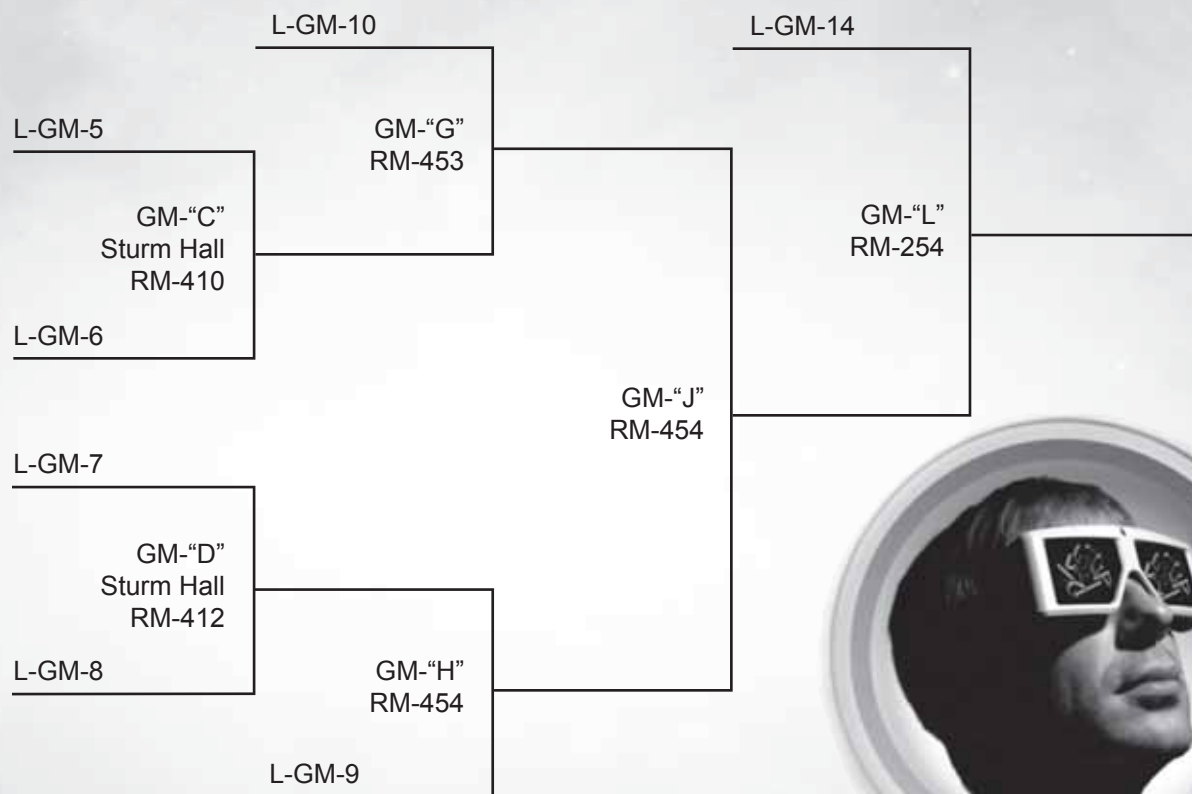 L-GM-10
L-GM-14
L-GM-5
GM-“G”
RM-453
GM-“C”
Sturm Hall
RM-410
GM-“L”
RM-254
L-GM-6
GM-“J”
RM-454
L-GM-7
GM-“D”
Sturm Hall
RM-412
L-GM-8
GM-“H”
RM-454
L-GM-9